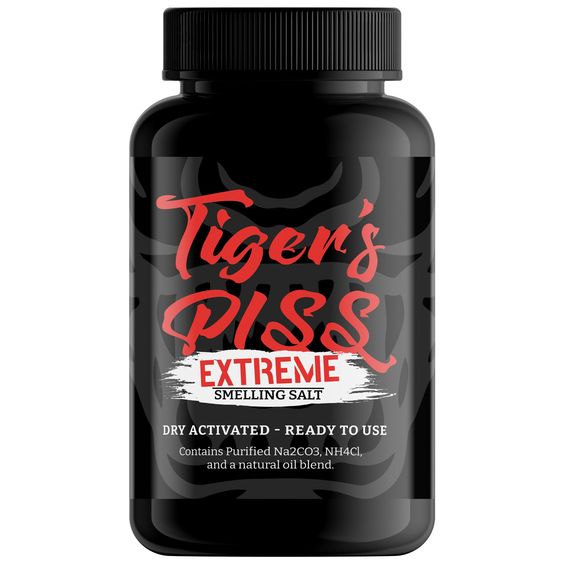 Tiger's
PISS
EXTREME
SMELLING SALT
DRY ACTIVATED - READY TO USE
Contains Purified Na2CO3, NH4Cl,
and a natural oil blend.